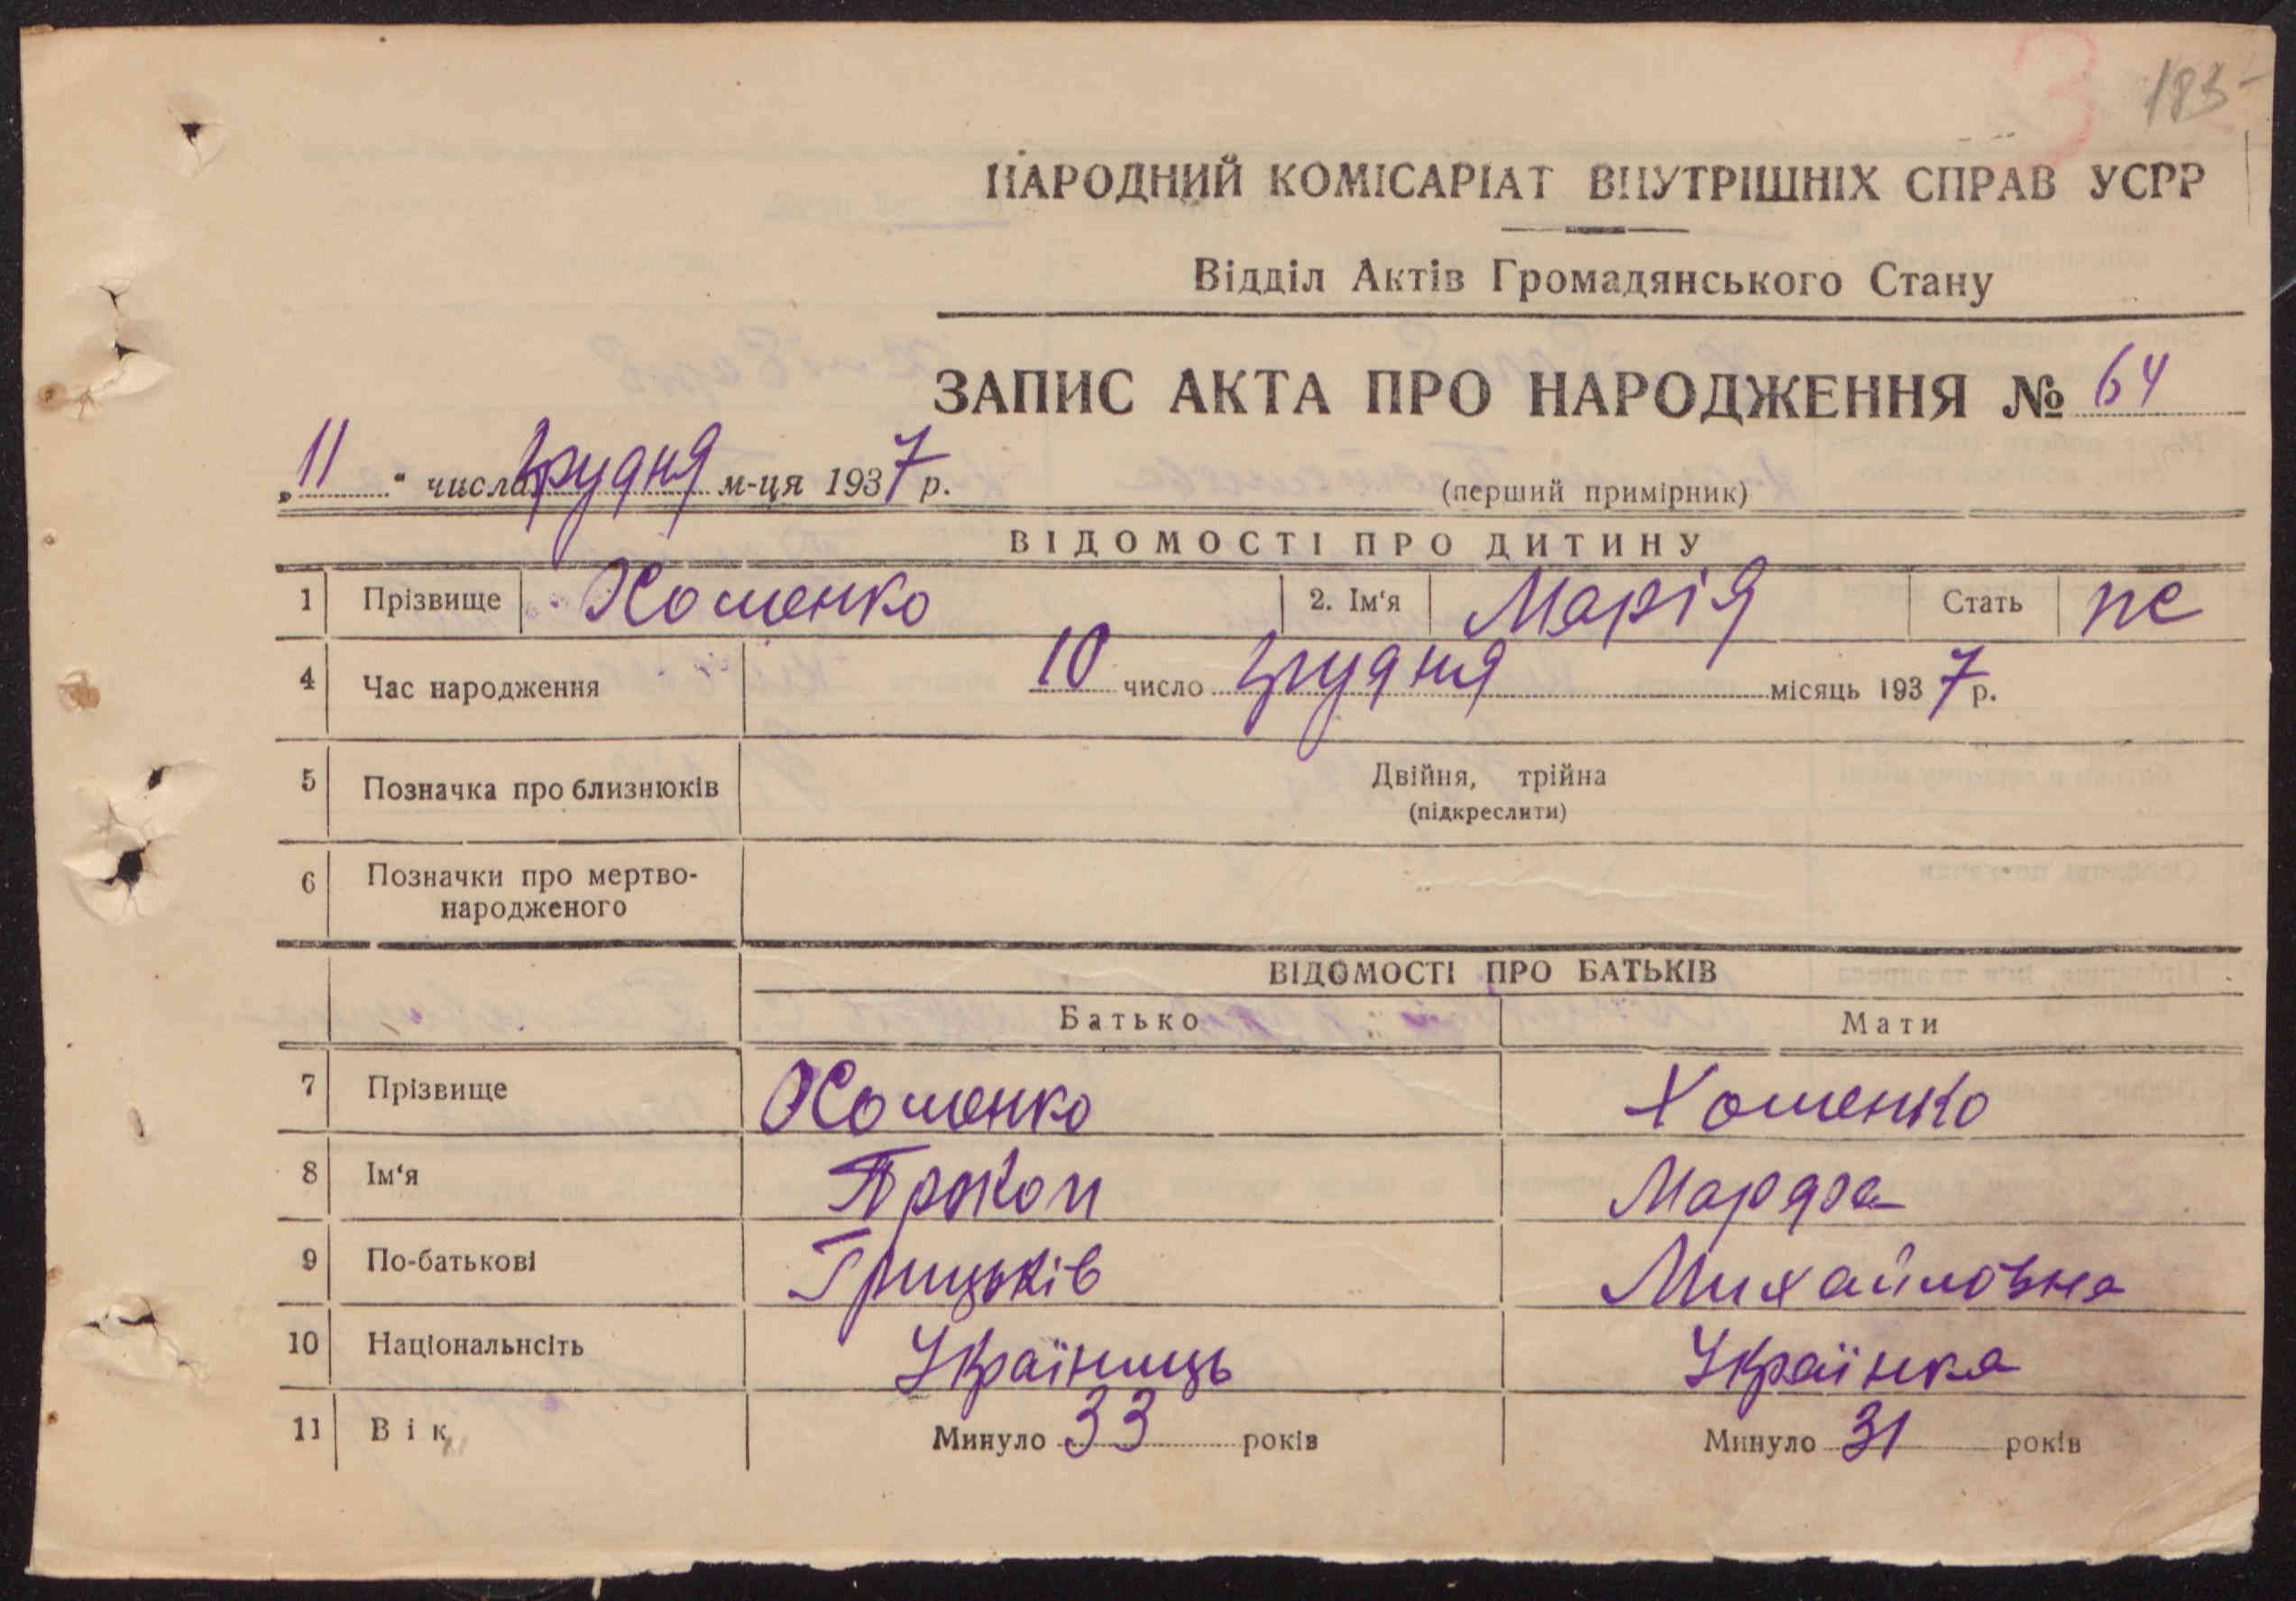 183
НАРОДНИЙ КОМІСАРІАТ ВНУТРІШНІХ СПРАВ УСРР
Відділ Актів Громадянського Стану
ЗАПИС АКТА ПРО НАРОДЖЕННЯ № 64
„11“ числа грудня м-ця 1937 р.
(перший примірник)
ВІДОМОСТІ ПРО ДИТИНУ
1 Прізвище Хоменко 2. Ім'я Марія Стать
4 Час народження 10 число грудня місяць 1937 р.
5 Позначка про близнюків Двійня, трійна
(підкреслити)
6 Позначки про мертво-
народженого
ВІДОМОСТІ ПРО БАТЬКІВ
Батько Мати
7 Прізвище Хоменко Хоменко
8 Ім'я Прокоп
9 По-батькові Грицьків Михайловна
10 Національнсіть Україниць Українка
11 Вік Минуло 33 років Минуло 31 років